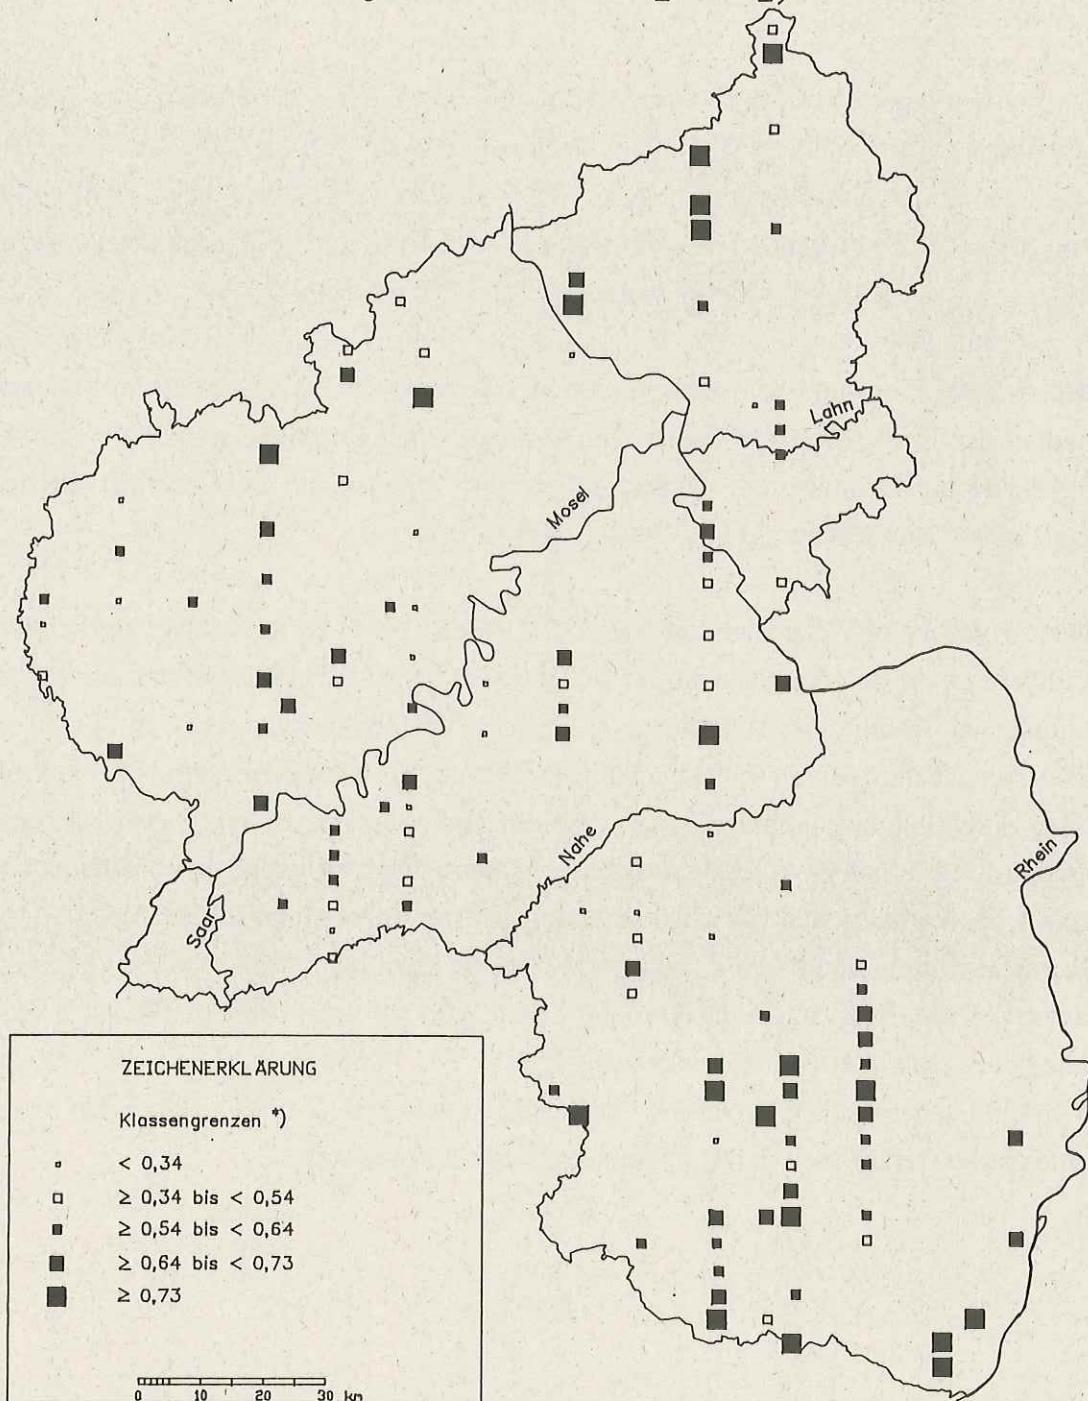 Lahn
Mosel
Nahe
Rhein
Saar
ZEICHENERKLÄRUNG
Klassengrenzen *)
< 0,34
≥ 0,34 bis < 0,54
≥ 0,54 bis < 0,64
≥ 0,64 bis < 0,73
≥ 0,73
0 10 20 30 km